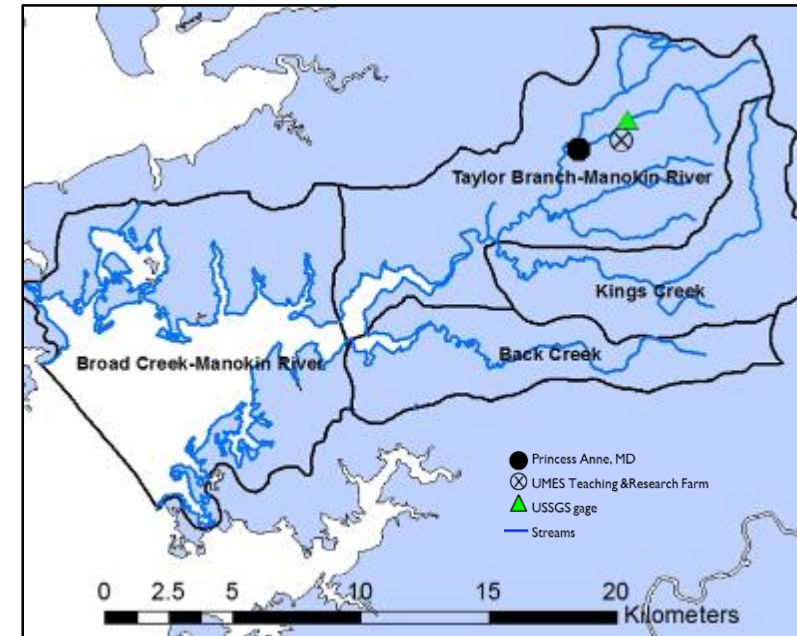 Taylor Branch-Manokin River
Kings Creek
Back Creek
Broad Creek-Manokin River
Princess Anne, MD
UMES Teaching &Research Farm
USSGS gage
Streams
0 2.5 5 10 15 20
Kilometers